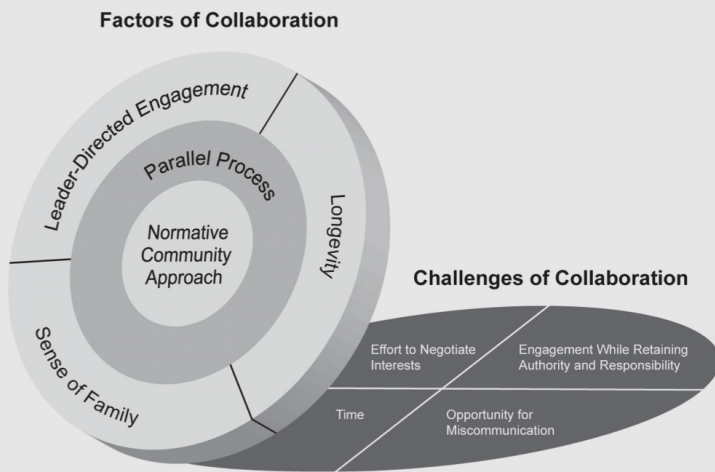 Factors of Collaboration
Leader-Directed Engagement
Parallel Process
Longevity
Normative
Community
Approach
Sense of Family
Challenges of Collaboration
Effort to Negotiate
Interests
Engagement While Retaining
Authority and Responsibility
Time
Opportunity for
Miscommunication